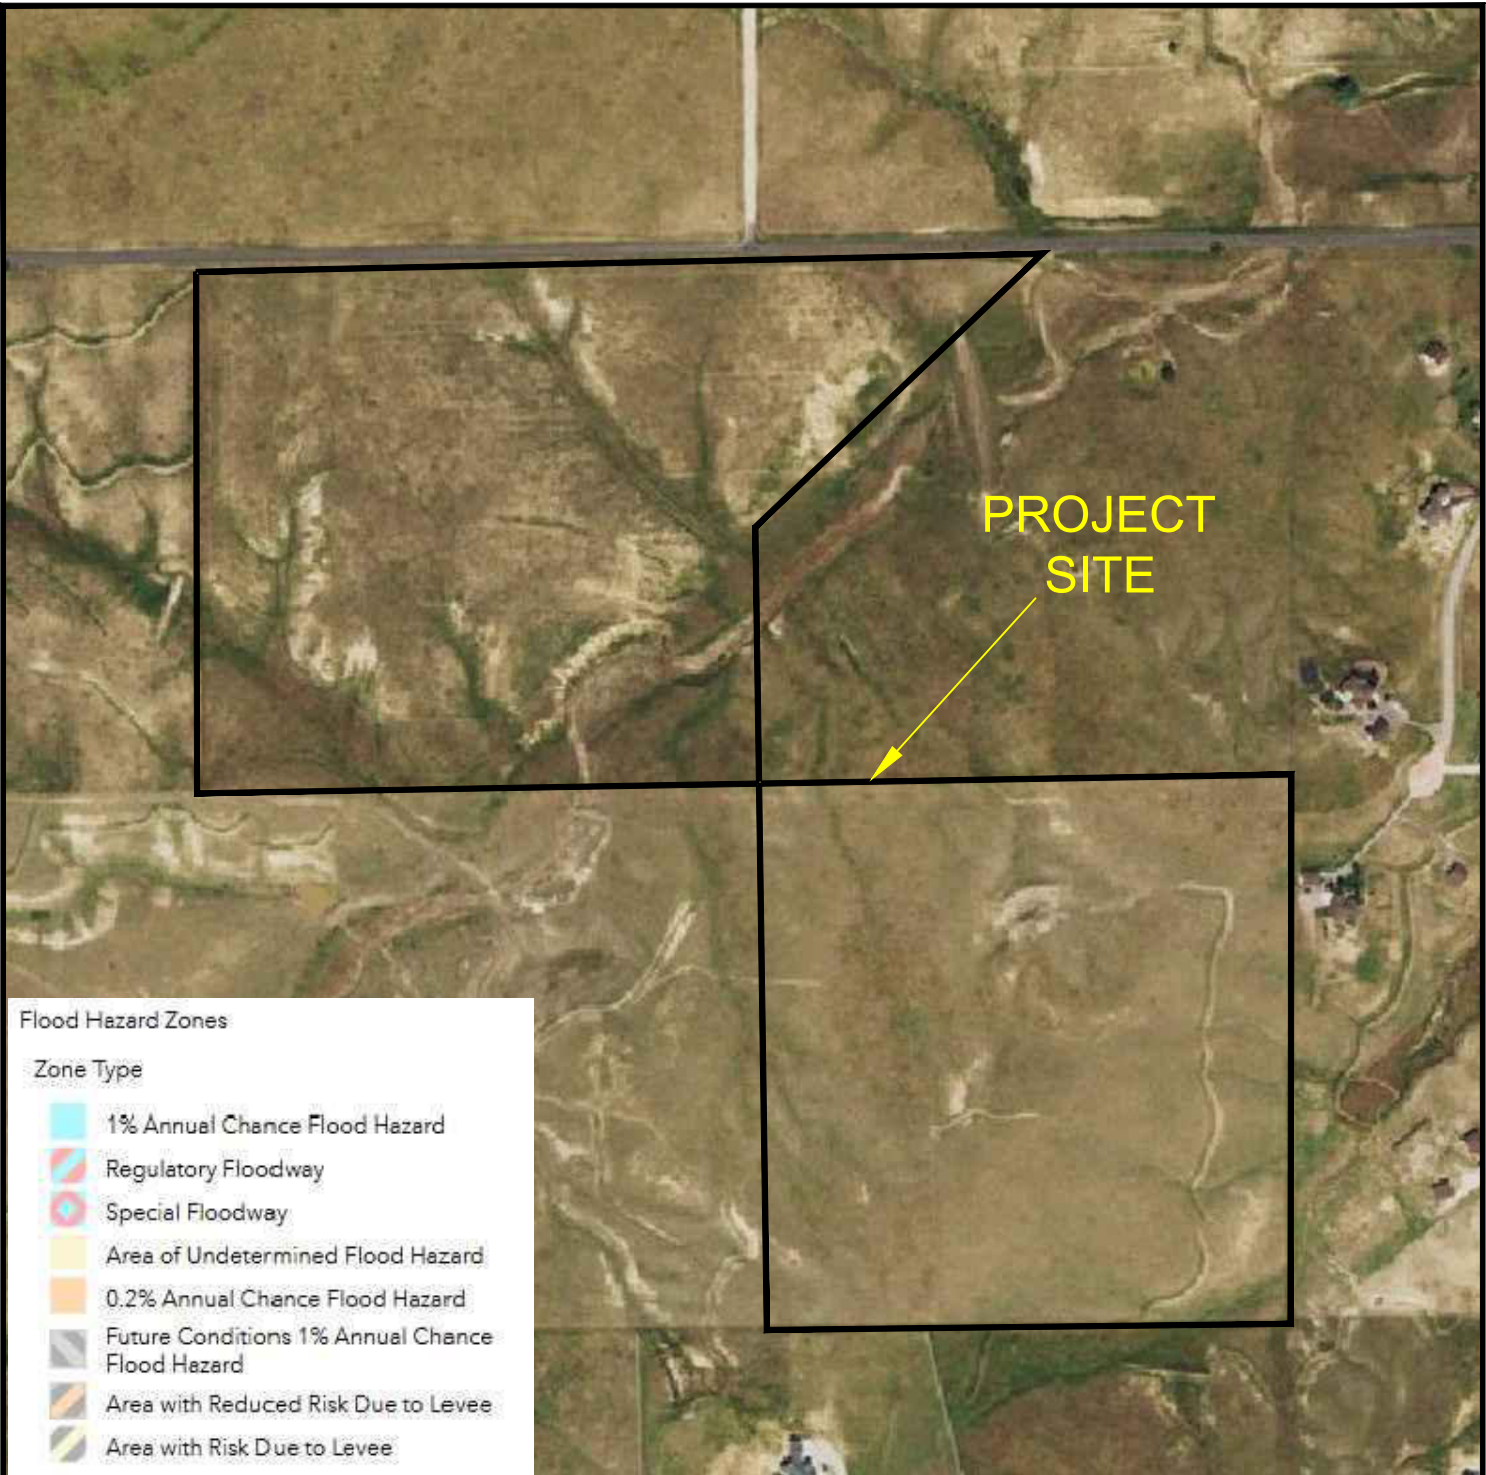 PROJECT
SITE
Flood Hazard Zones
Zone Type
1% Annual Chance Flood Hazard
Regulatory Floodway
Special Floodway
Area of Undetermined Flood Hazard
0.2% Annual Chance Flood Hazard
Future Conditions 1% Annual Chance
Flood Hazard
Area with Reduced Risk Due to Levee
Area with Risk Due to Levee